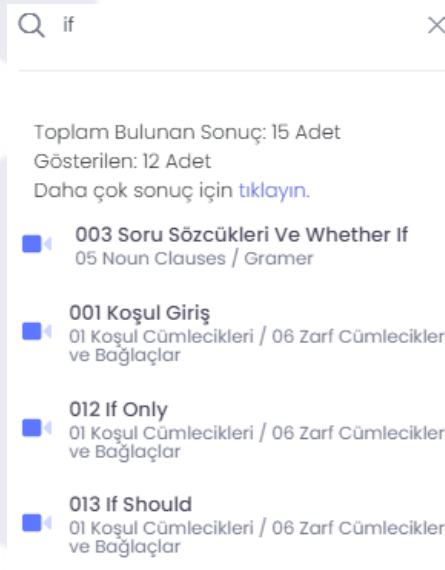 if
Toplam Bulunan Sonuç: 15 Adet
Gösterilen: 12 Adet
Daha çok sonuç için tıklayın.
003 Soru Sözcükleri Ve Whether If
05 Noun Clauses / Gramer
001 Koşul Giriş
01 Koşul Cümlecikleri / 06 Zarf Cümlecikler
ve Bağlaçlar
012 If Only
01 Koşul Cümlecikleri / 06 Zarf Cümlecikler
ve Bağlaçlar
013 If Should
01 Koşul Cümlecikleri / 06 Zarf Cümlecikler
ve Bağlaçlar